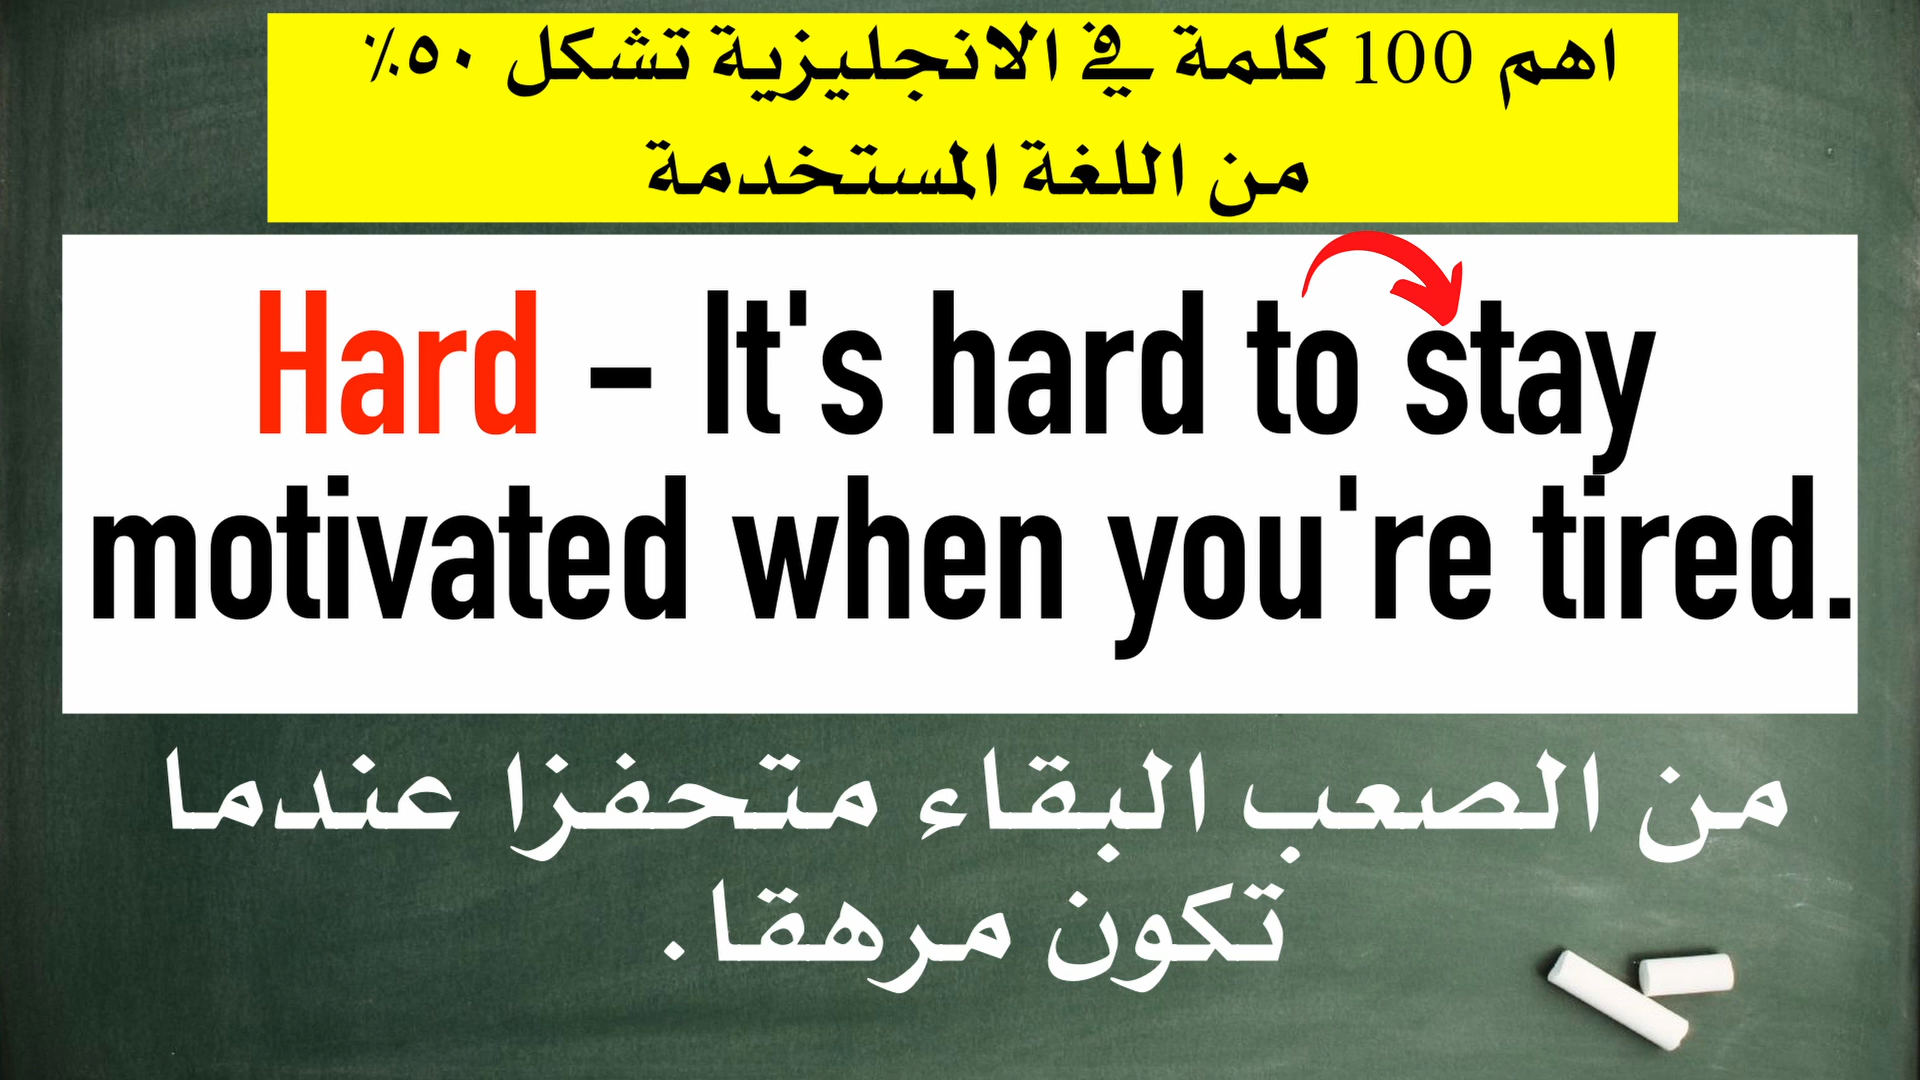 اهم 100 كلمة في الانجليزية تشكل ٥٠٪
من اللغة المستخدمة
Hard – It's hard to stay
motivated when you're tired.
من الصعب البقاء متحفزا عندما
تكون مرهقا.